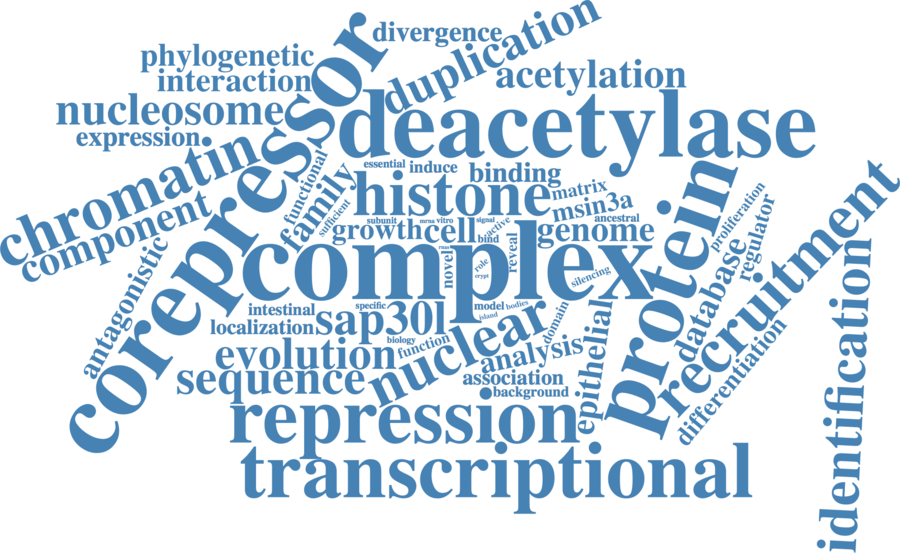 divergence
duplication
phylogenetic
interaction
acetylation
nucleosome
deacetylase
expression
corepressor
chromatin
component
essential
induce
binding
functional
family
sufficient
histone
matrix
msin3a
ancestral
protein
proliferation
recruitment
subunit
vitro
signal
active
growth
cell
bind
genome
regulator
database
antagonistic
complex
novel
role
crypt
reveal
silencing
identification
intestinal
specific
model
bodies
island
localization
sap30l
nuclear
domain
epithelial
biology
function
evolution
analysis
differentiation
sequence
association
background
repression
transcriptional